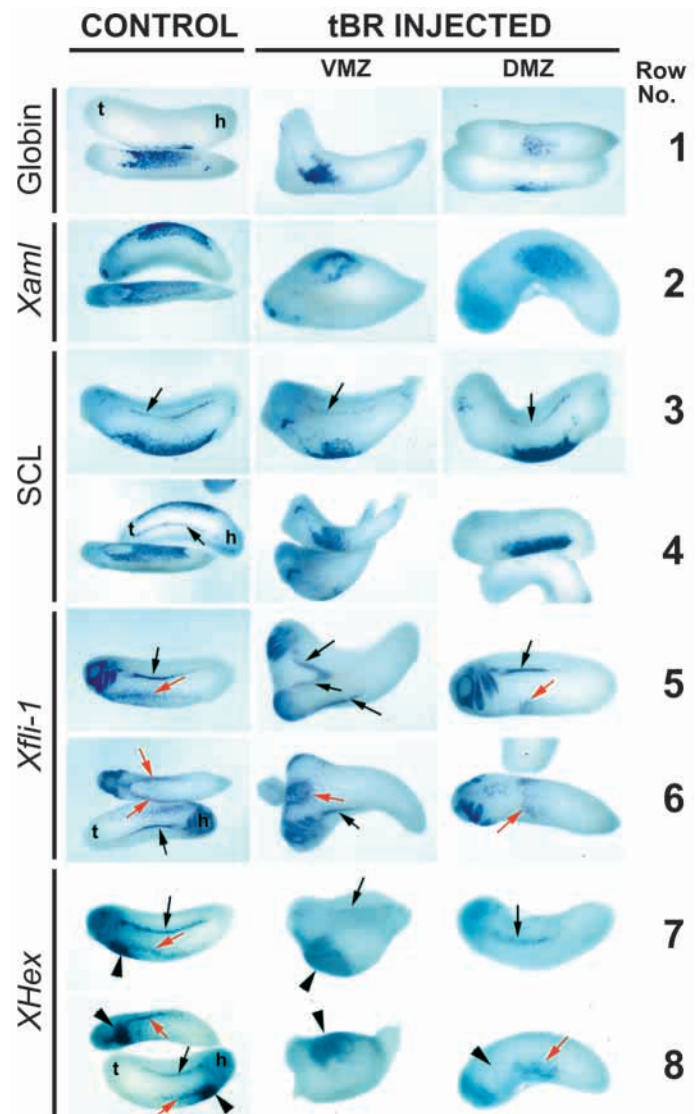 CONTROL tBR INJECTED
VMZ DMZ Row No.
Globin t h 1
Xaml 2
SCL 3
t h 4
Xfli-1 5
t h 6
XHex 7
t h 8